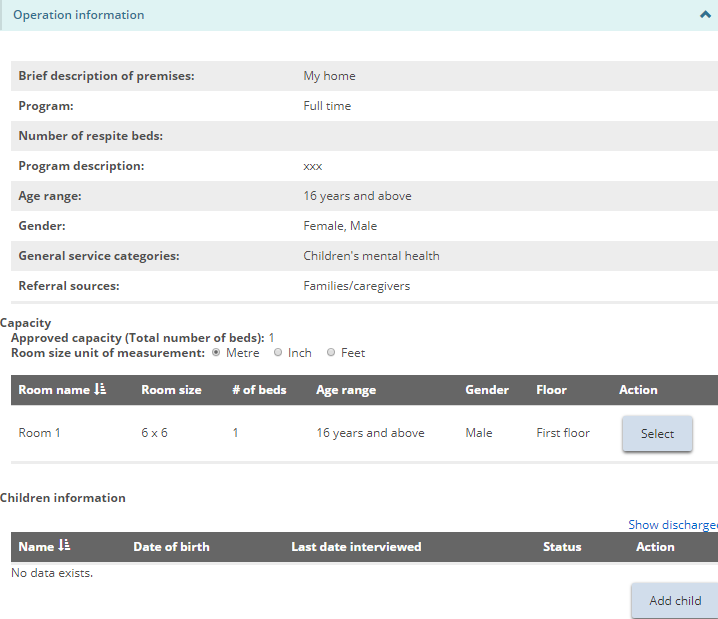 Operation information
Brief description of premises: My home
Program: Full time
Number of respite beds:
Program description: xxx
Age range: 16 years and above
Gender: Female, Male
General service categories: Children's mental health
Referral sources: Families/caregivers
Capacity
Approved capacity (Total number of beds): 1
Room size unit of measurement: Metre Inch Feet
Room name Room size # of beds Age range Gender Floor Action
Room 1 6 x 6 1 16 years and above Male First floor Select
Children information
Show discharged
Name Date of birth Last date interviewed Status Action
No data exists.
Add child